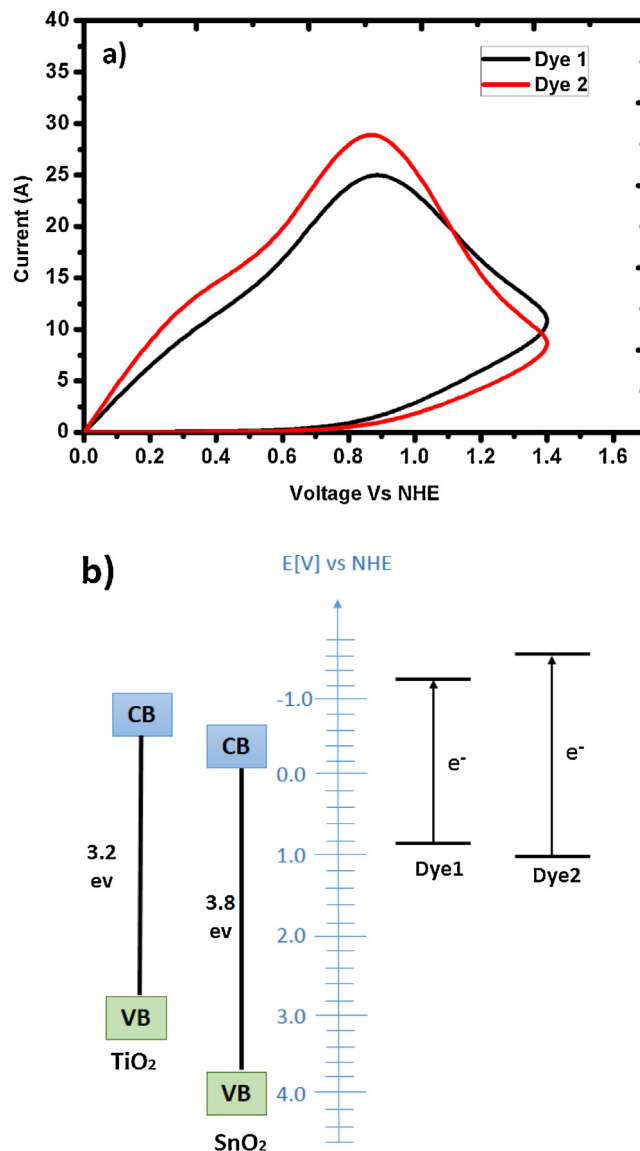 a)
Dye 1
Dye 2
40
35
30
25
20
15
10
5
0
Current (A)
0.0 0.2 0.4 0.6 0.8 1.0 1.2 1.4 1.6
Voltage Vs NHE
b)
E[V] vs NHE
CB
CB
3.2
ev
3.8
ev
VB
TiO₂
VB
SnO₂
-1.0
0.0
1.0
2.0
3.0
4.0
e⁻
Dye1
e⁻
Dye2